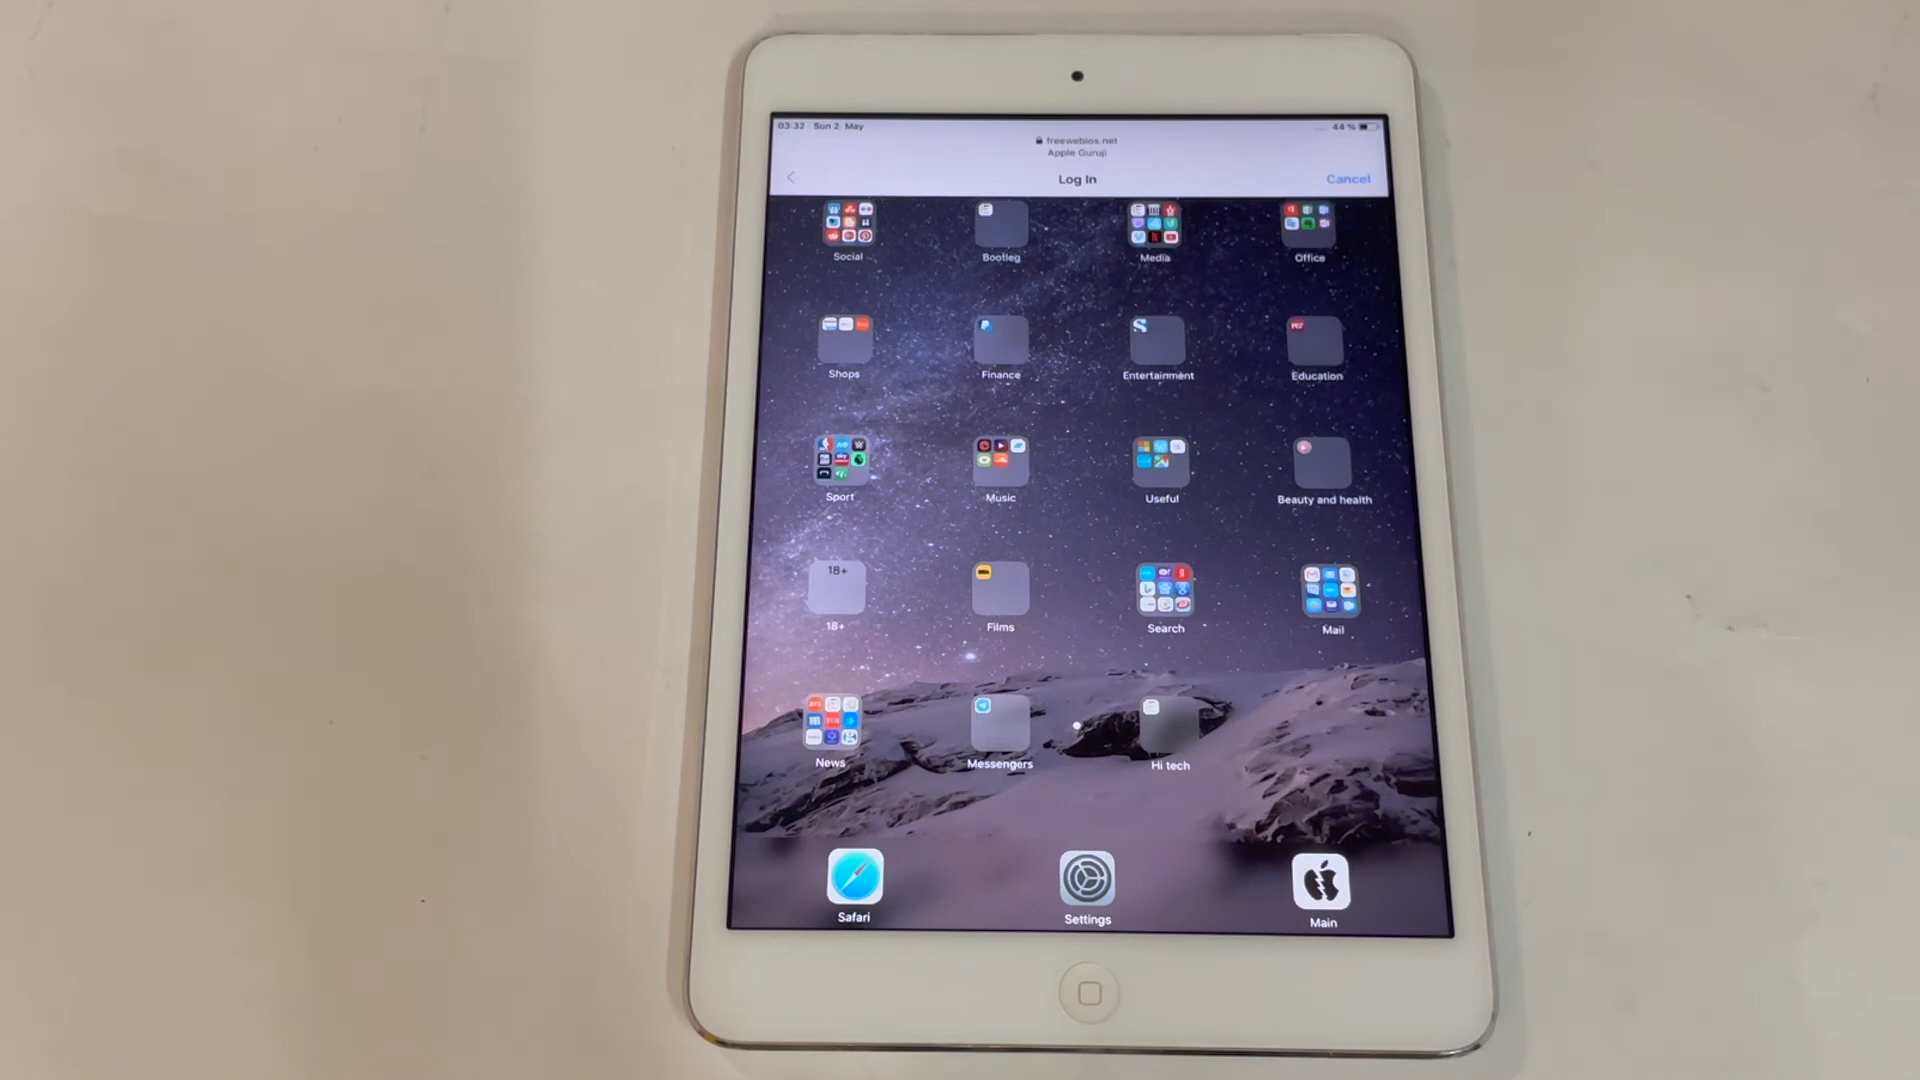 03:32 Sun 2 May
44 %
freewebios.net
Apple Guruji
Log In
Cancel
Social
Bootleg
Media
Office
Shops
Finance
Entertainment
Education
Sport
Music
Useful
Beauty and health
18+
18+
Films
Search
Mail
News
Messengers
Hi tech
Safari
Settings
Main